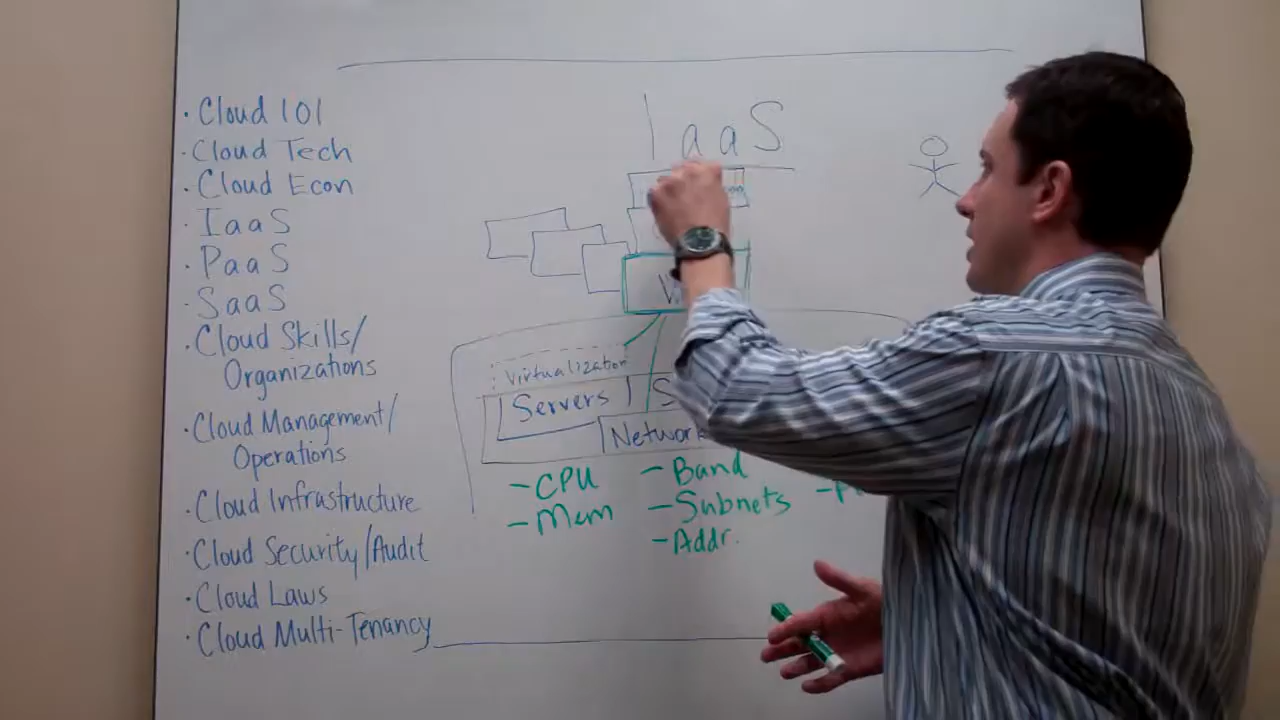 · Cloud 101
· Cloud Tech
· Cloud Econ
· IaaS
· PaaS
· SaaS
· Cloud Skills/
Organizations
· Cloud Management/
Operations
· Cloud Infrastructure
· Cloud Security/Audit
· Cloud Laws
· Cloud Multi-Tenancy
IaaS
Virtualization
Servers
Network
- CPU
- Mem
- Band
- Subnets
- Addr.